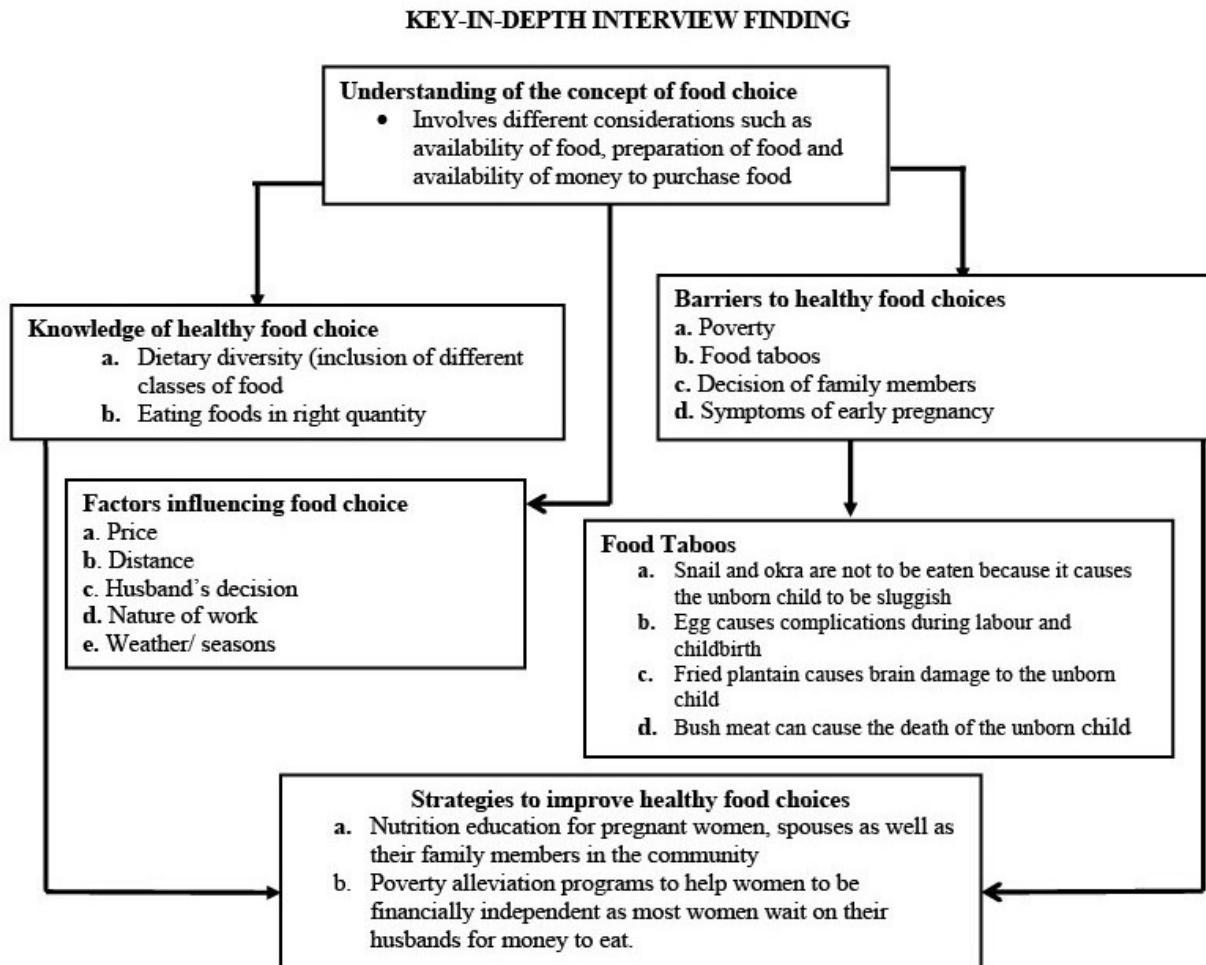 KEY-IN-DEPTH INTERVIEW FINDING
Understanding of the concept of food choice
• Involves different considerations such as
availability of food, preparation of food and
availability of money to purchase food
Knowledge of healthy food choice
a. Dietary diversity (inclusion of different
classes of food
b. Eating foods in right quantity
Barriers to healthy food choices
a. Poverty
b. Food taboos
c. Decision of family members
d. Symptoms of early pregnancy
Factors influencing food choice
a. Price
b. Distance
c. Husband’s decision
d. Nature of work
e. Weather/ seasons
Food Taboos
a. Snail and okra are not to be eaten because it causes
the unborn child to be sluggish
b. Egg causes complications during labour and
childbirth
c. Fried plantain causes brain damage to the unborn
child
d. Bush meat can cause the death of the unborn child
Strategies to improve healthy food choices
a. Nutrition education for pregnant women, spouses as well as
their family members in the community
b. Poverty alleviation programs to help women to be
financially independent as most women wait on their
husbands for money to eat.